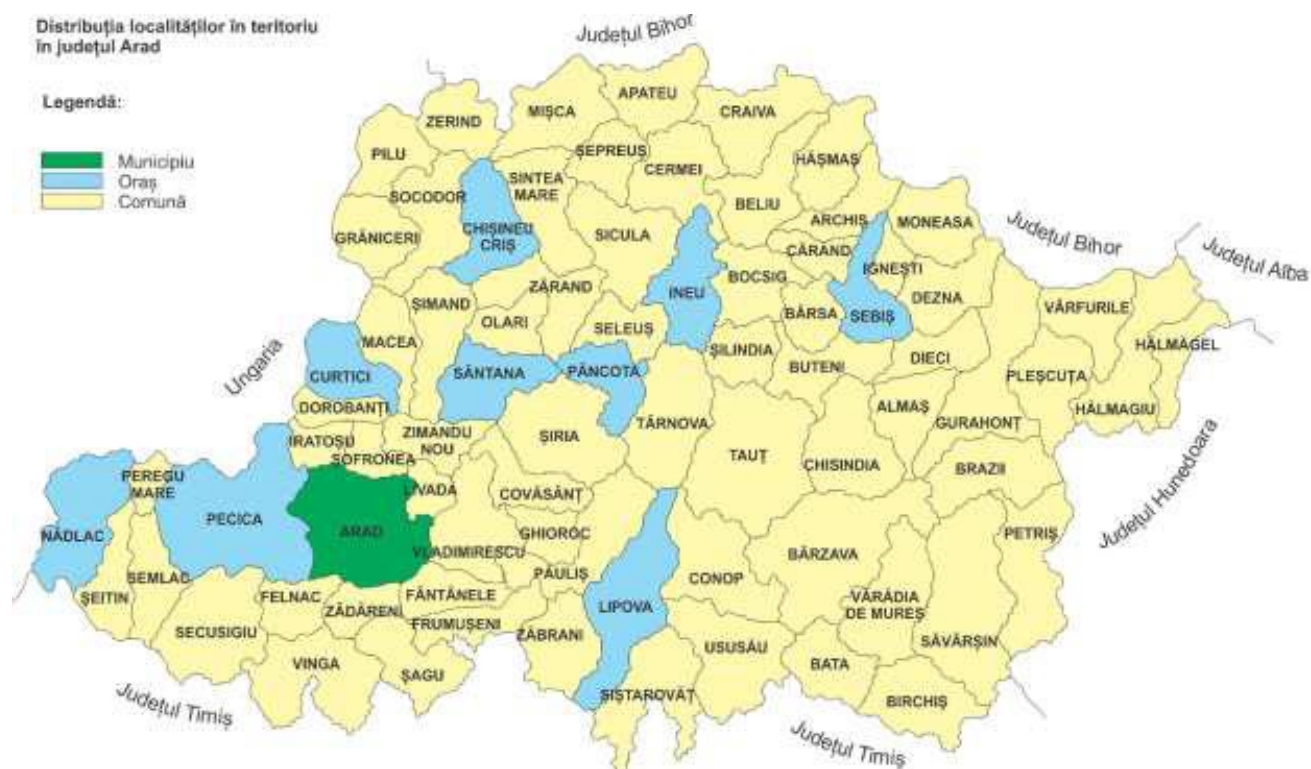 Distribuția localităților în teritoriu
în județul Arad
Legendă:
Municipiu
Oraș
Comună
Județul Bihor
APATEU
MIȘCA
CRAIVA
ZERIND
ȘEPREUȘ
PILU
CERMEI
HĂȘMAȘ
SINTEA
MARE
SOCODOR
BELIU
ARCHIȘ
MONEASA
CHIȘINEU
CRIȘ
SICULA
GRĂNICERI
CĂRAND
Județul Bihor
Județul Alba
IGNEȘTI
BOCSIG
ZĂRAND
INEU
DEZNA
ȘIMAND
VÂRFURILE
BÂRSA
SEBIȘ
OLARI
SELEUȘ
MACEA
HĂLMĂGEL
ȘILINDIA
DIECI
Ungaria
BUTENI
CURTICI
SÂNTANA
PÂNCOTA
PLEȘCUȚA
DOROBANȚI
ALMAȘ
HĂLMAGIU
TÂRNOVA
GURAHONȚ
ZIMANDU
NOU
ȘIRIA
IRATOȘU
SOFRONEA
TAUȚ
CHISINDIA
BRAZII
PEREGU
MARE
LIVADA
COVĂSÂNȚ
Județul Hunedoara
PECICA
NĂDLAC
ARAD
GHIOROC
PETRIȘ
VLADIMIRESCU
BÂRZAVA
PĂULIȘ
SEMLAC
CONOP
ȘEITIN
FELNAC
FÂNTÂNELE
VĂRĂDIA
DE MUREȘ
ZĂDĂRENI
LIPOVA
FRUMUȘENI
SECUSIGIU
ZĂBRANI
SĂVÂRȘIN
USUSĂU
VINGA
BATA
ȘAGU
ȘIȘTAROVĂȚ
BIRCHIȘ
Județul Timiș
Județul Timiș